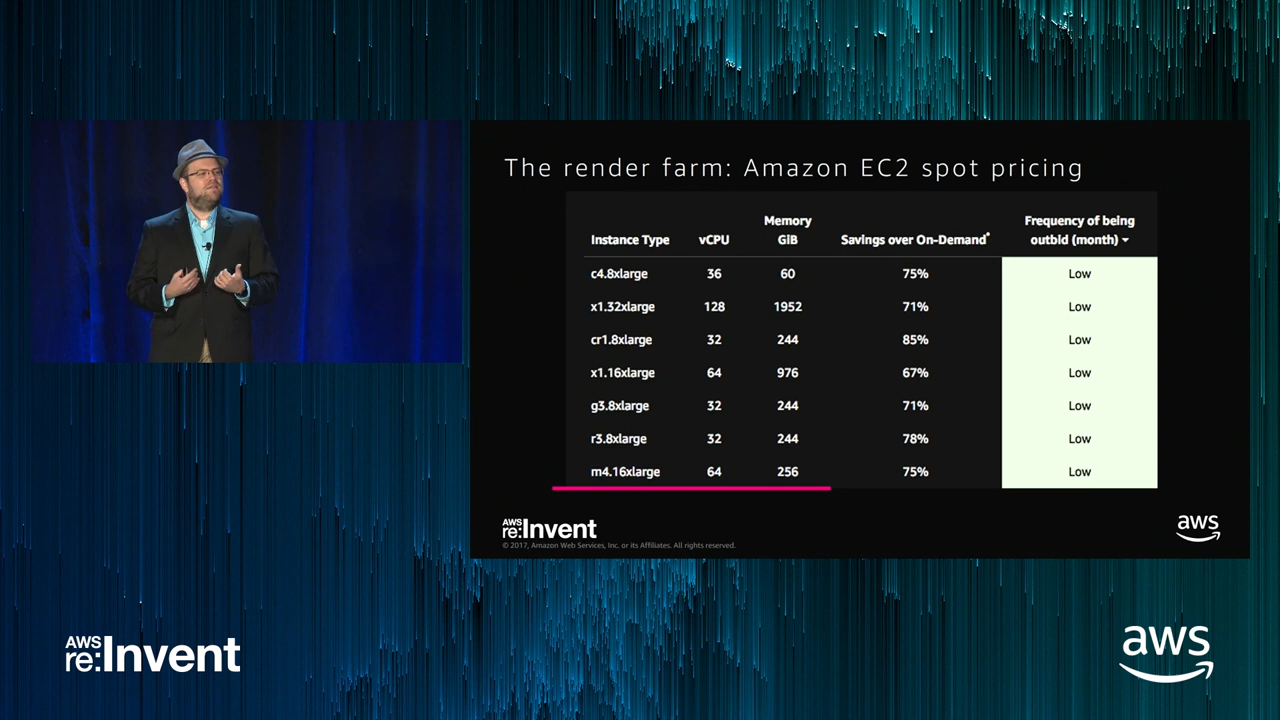 The render farm: Amazon EC2 spot pricing
Instance Type vCPU Memory GiB Savings over On-Demand* Frequency of being outbid (month)
c4.8xlarge 36 60 75% Low
x1.32xlarge 128 1952 71% Low
cr1.8xlarge 32 244 85% Low
x1.16xlarge 64 976 67% Low
g3.8xlarge 32 244 71% Low
r3.8xlarge 32 244 78% Low
m4.16xlarge 64 256 75% Low
AWS
re:Invent
© 2017, Amazon Web Services, Inc. or its Affiliates. All rights reserved.
aws
AWS
re:Invent
aws